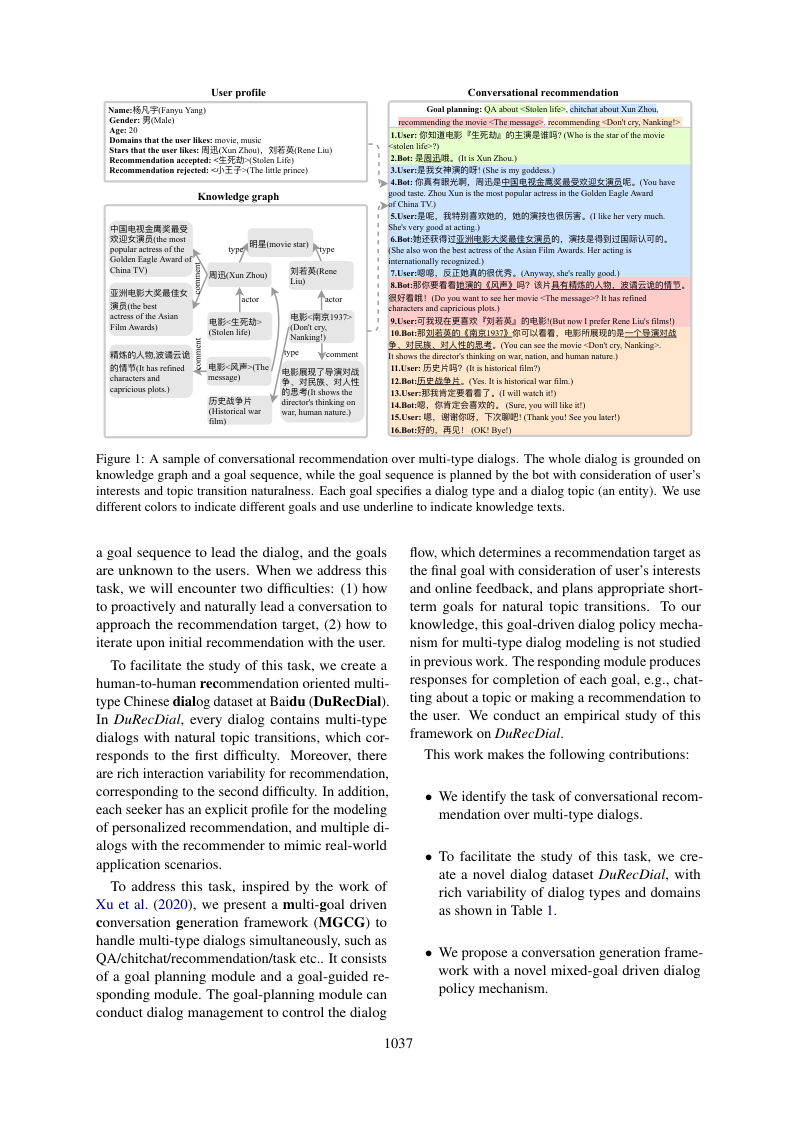 User profile
Name:杨凡宇(Fanyu Yang)
Gender: 男(Male)
Age: 20
Domains that the user likes: movie, music
Stars that the user likes: 周迅(Xun Zhou)，刘若英(Rene Liu)
Recommendation accepted: <生死劫>(Stolen Life)
Recommendation rejected: <小王子>(The little prince)
Knowledge graph
中国电视金鹰奖最受
欢迎女演员(the most
popular actress of the
Golden Eagle Award of
China TV)
亚洲电影大奖最佳女
演员(the best
actress of the Asian
Film Awards)
精炼的人物,波谲云诡
的情节(It has refined
characters and
capricious plots.)
comment
comment
type
明星(movie star)
type
周迅(Xun Zhou)
刘若英(Rene
Liu)
actor
actor
电影<生死劫>
(Stolen life)
电影<南京1937>
(Don't cry,
Nanking!)
type
comment
电影<风声>(The
message)
历史战争片
(Historical war
film)
电影展现了导演对战
争、对民族、对人性
的思考(It shows the
director's thinking on
war, human nature.)
Conversational recommendation
Goal planning: QA about <Stolen life>, chitchat about Xun Zhou,
recommending the movie <The message>, recommending <Don't cry, Nanking!>
1.User: 你知道电影『生死劫』的主演是谁吗? (Who is the star of the movie
<stolen life>?)
2.Bot: 是周迅哦。(It is Xun Zhou.)
3.User:是我女神演的呀! (She is my goddess.)
4.Bot: 你真有眼光啊，周迅是中国电视金鹰奖最受欢迎女演员呢。(You have
good taste. Zhou Xun is the most popular actress in the Golden Eagle Award
of China TV.)
5.User:是呢，我特别喜欢她的，她的演技也很厉害。(I like her very much.
She's very good at acting.)
6.Bot:她还获得过亚洲电影大奖最佳女演员的，演技是得到过国际认可的。
(She also won the best actress of the Asian Film Awards. Her acting is
internationally recognized.)
7.User:嗯嗯，反正她真的很优秀。(Anyway, she's really good.)
8.Bot:那你要看看她演的《风声》吗？该片具有精炼的人物，波谲云诡的情节。
很好看哦！(Do you want to see her movie <The message>? It has refined
characters and capricious plots.)
9.User:可我现在更喜欢『刘若英』的电影!(But now I prefer Rene Liu's films!)
10.Bot:那刘若英的《南京1937》你可以看看，电影所展现的是一个导演对战
争、对民族、对人性的思考。(You can see the movie <Don't cry, Nanking>.
It shows the director's thinking on war, nation, and human nature.)
11.User: 历史片吗？(It is historical film?)
12.Bot:历史战争片。(Yes. It is historical war film.)
13.User:那我肯定要看看了。(I will watch it!)
14.Bot:嗯，你肯定会喜欢的。 (Sure, you will like it!)
15.User: 嗯，谢谢你呀，下次聊吧! (Thank you! See you later!)
16.Bot:好的，再见！ (OK! Bye!)
Figure 1: A sample of conversational recommendation over multi-type dialogs. The whole dialog is grounded on
knowledge graph and a goal sequence, while the goal sequence is planned by the bot with consideration of user's
interests and topic transition naturalness. Each goal specifies a dialog type and a dialog topic (an entity). We use
different colors to indicate different goals and use underline to indicate knowledge texts.
a goal sequence to lead the dialog, and the goals
are unknown to the users. When we address this
task, we will encounter two difficulties: (1) how
to proactively and naturally lead a conversation to
approach the recommendation target, (2) how to
iterate upon initial recommendation with the user.
To facilitate the study of this task, we create a
human-to-human recommendation oriented multi-
type Chinese dialog dataset at Baidu (DuRecDial).
In DuRecDial, every dialog contains multi-type
dialogs with natural topic transitions, which cor-
responds to the first difficulty. Moreover, there
are rich interaction variability for recommendation,
corresponding to the second difficulty. In addition,
each seeker has an explicit profile for the modeling
of personalized recommendation, and multiple di-
alogs with the recommender to mimic real-world
application scenarios.
To address this task, inspired by the work of
Xu et al. (2020), we present a multi-goal driven
conversation generation framework (MGCG) to
handle multi-type dialogs simultaneously, such as
QA/chitchat/recommendation/task etc.. It consists
of a goal planning module and a goal-guided re-
sponding module. The goal-planning module can
conduct dialog management to control the dialog
flow, which determines a recommendation target as
the final goal with consideration of user's interests
and online feedback, and plans appropriate short-
term goals for natural topic transitions. To our
knowledge, this goal-driven dialog policy mecha-
nism for multi-type dialog modeling is not studied
in previous work. The responding module produces
responses for completion of each goal, e.g., chat-
ting about a topic or making a recommendation to
the user. We conduct an empirical study of this
framework on DuRecDial.
This work makes the following contributions:
• We identify the task of conversational recom-
mendation over multi-type dialogs.
• To facilitate the study of this task, we cre-
ate a novel dialog dataset DuRecDial, with
rich variability of dialog types and domains
as shown in Table 1.
• We propose a conversation generation frame-
work with a novel mixed-goal driven dialog
policy mechanism.
1037